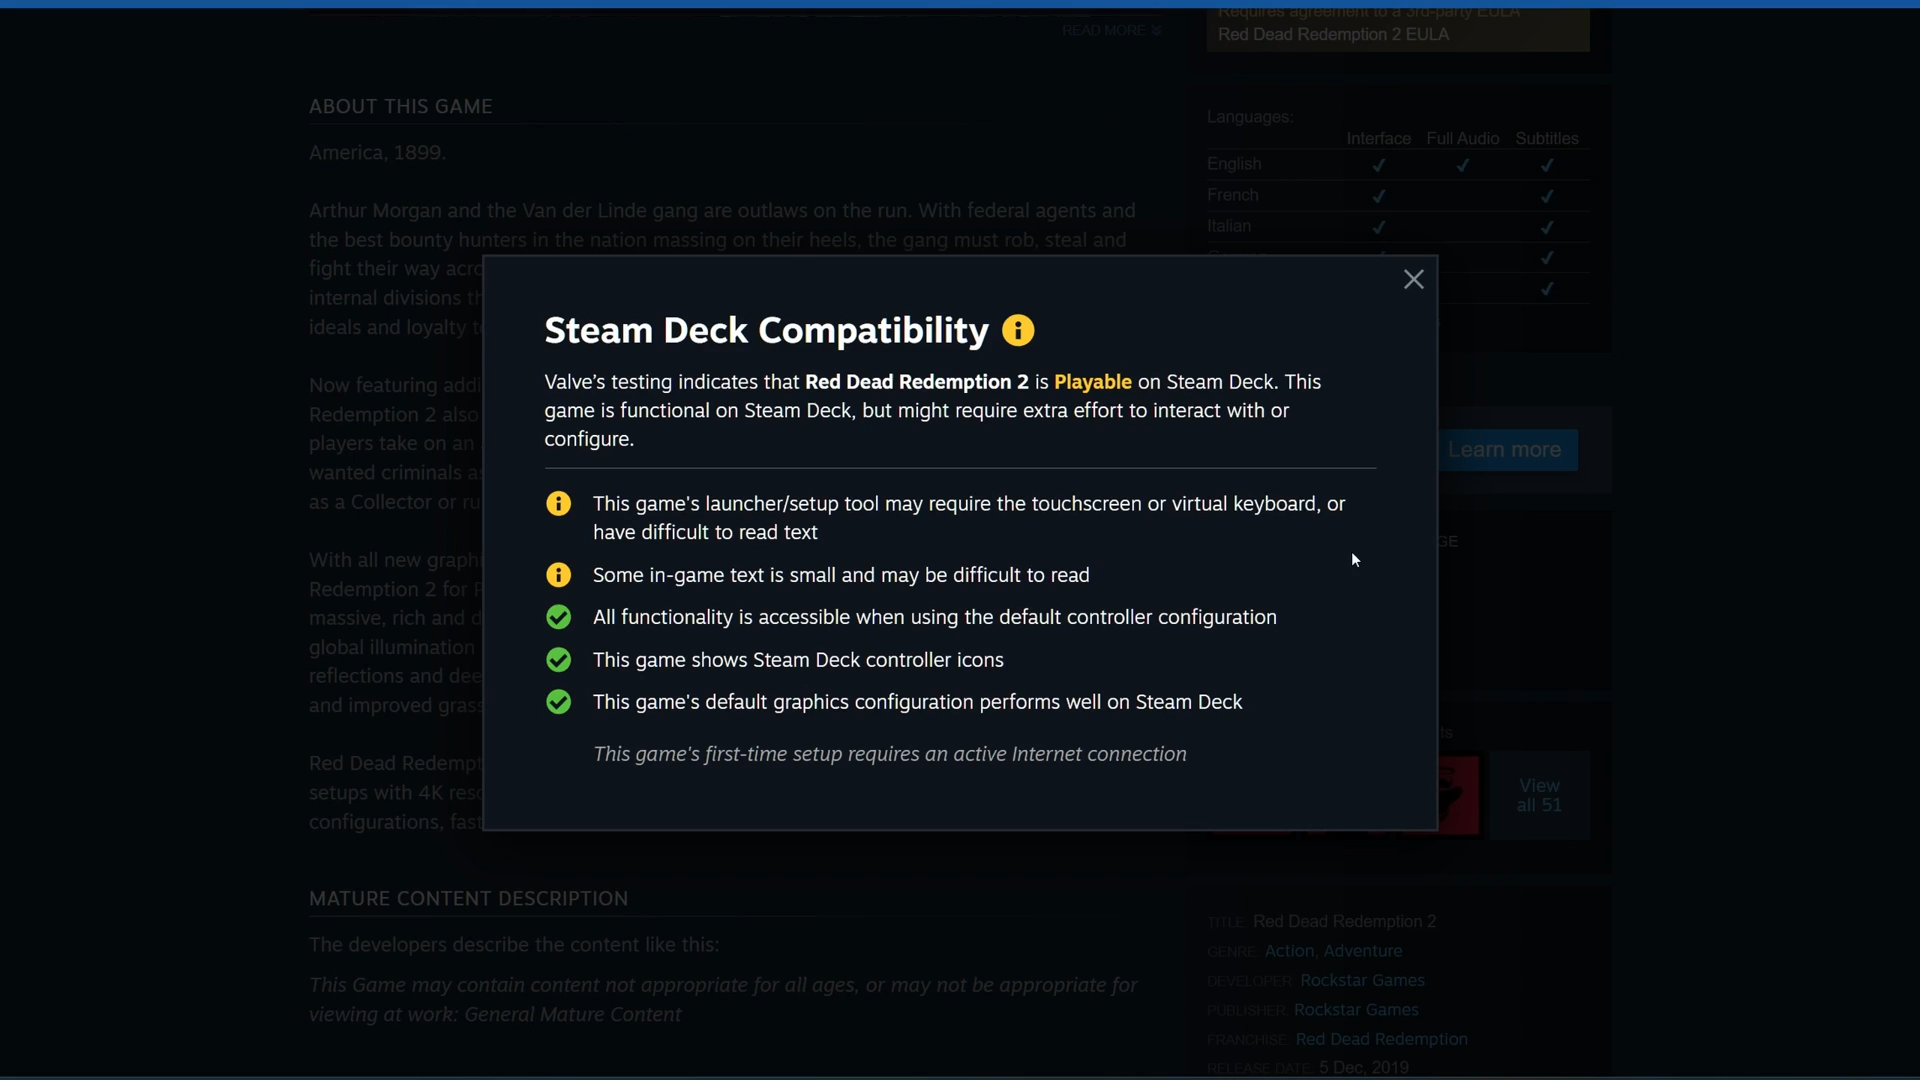 Requires agreement to a 3rd-party EULA
Red Dead Redemption 2 EULA
READ MORE
ABOUT THIS GAME
America, 1899.
Arthur Morgan and the Van der Linde gang are outlaws on the run. With federal agents and
the best bounty hunters in the nation massing on their heels, the gang must rob, steal and
fight their way
internal divisions
ideals and loyalty
Now featuring
Redemption 2 also
players take on an
wanted criminals
as a Collector or
With all new
Redemption 2 for
massive, rich and
global illumination
reflections and
and improved
Red Dead
setups with 4K
configurations,
Languages:
Interface Full Audio Subtitles
English
French
Italian
Steam Deck Compatibility
Valve's testing indicates that Red Dead Redemption 2 is Playable on Steam Deck. This
game is functional on Steam Deck, but might require extra effort to interact with or
configure.
This game's launcher/setup tool may require the touchscreen or virtual keyboard, or
have difficult to read text
Some in-game text is small and may be difficult to read
All functionality is accessible when using the default controller configuration
This game shows Steam Deck controller icons
This game's default graphics configuration performs well on Steam Deck
This game's first-time setup requires an active Internet connection
Learn more
View
all 51
MATURE CONTENT DESCRIPTION
The developers describe the content like this:
This Game may contain content not appropriate for all ages, or may not be appropriate for
viewing at work: General Mature Content
TITLE: Red Dead Redemption 2
GENRE: Action, Adventure
DEVELOPER: Rockstar Games
PUBLISHER: Rockstar Games
FRANCHISE: Red Dead Redemption
RELEASE DATE: 5 Dec, 2019